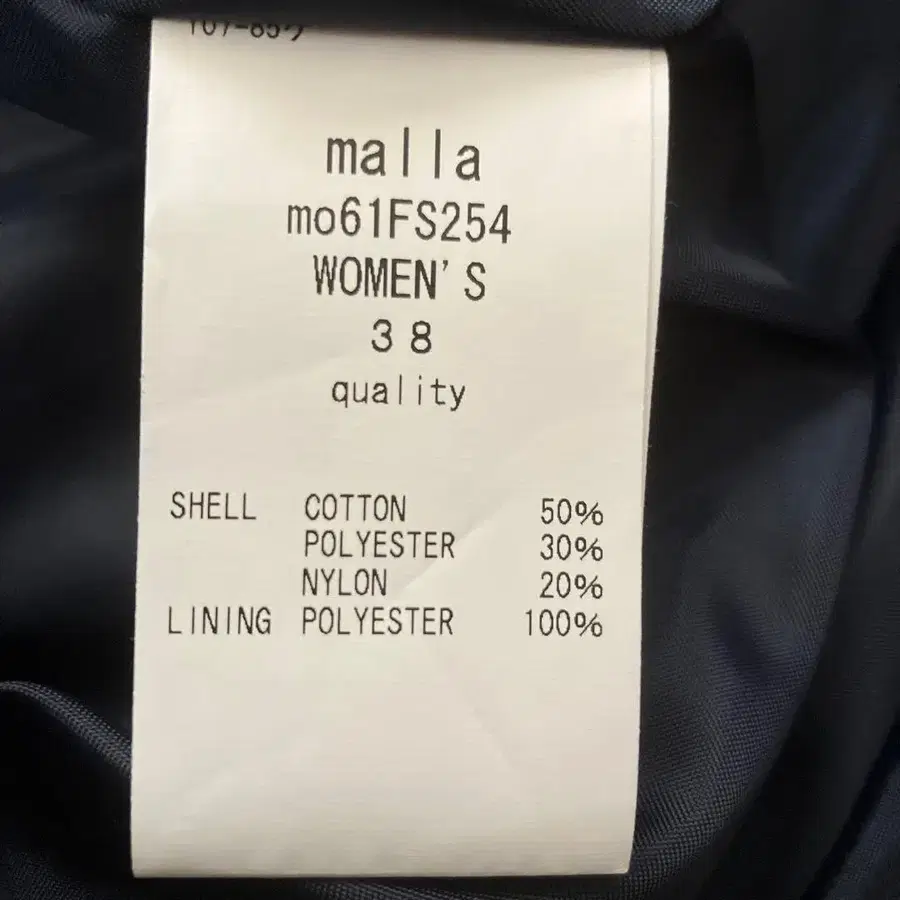 malla
mo61FS254
WOMEN'S
38
quality
SHELL COTTON 50%
POLYESTER 30%
NYLON 20%
LINING POLYESTER 100%